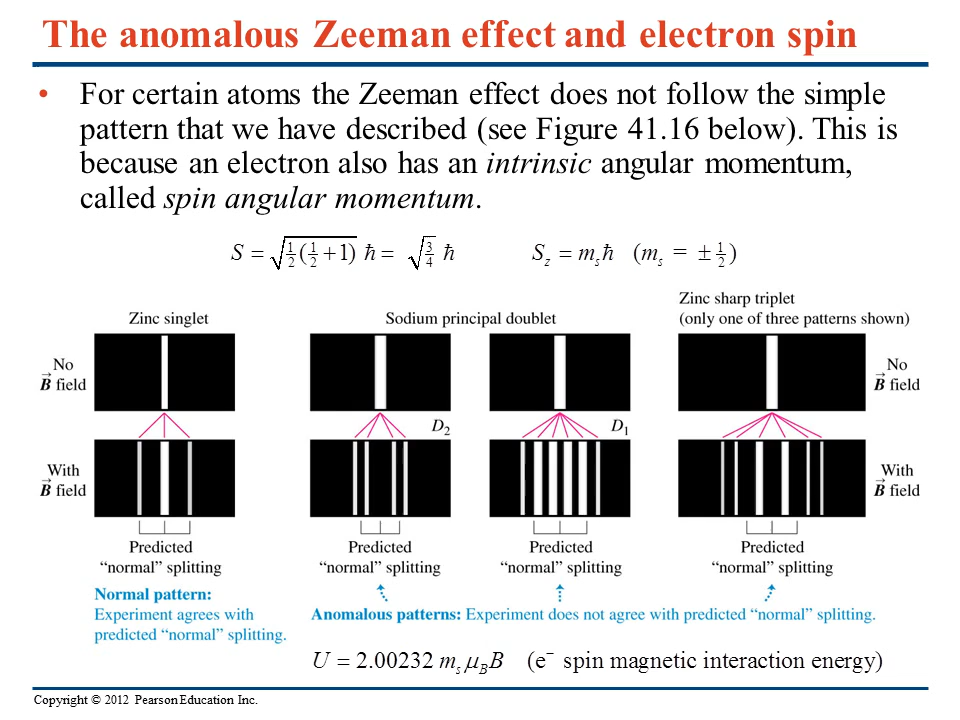 The anomalous Zeeman effect and electron spin
• For certain atoms the Zeeman effect does not follow the simple
pattern that we have described (see Figure 41.16 below). This is
because an electron also has an intrinsic angular momentum,
called spin angular momentum.
S = √(1/2(1/2 + 1)) ħ = √(3/4) ħ    S_z = m_s ħ (m_s = ± 1/2)
Zinc singlet
Sodium principal doublet
Zinc sharp triplet
(only one of three patterns shown)
No
B⃗ field
No
B⃗ field
D₂
D₁
With
B⃗ field
With
B⃗ field
Predicted
“normal” splitting
Predicted
“normal” splitting
Predicted
“normal” splitting
Predicted
“normal” splitting
Normal pattern:
Experiment agrees with
predicted “normal” splitting.
Anomalous patterns: Experiment does not agree with predicted “normal” splitting.
U = 2.00232 m_s μ_B B (e⁻ spin magnetic interaction energy)
Copyright © 2012 Pearson Education Inc.